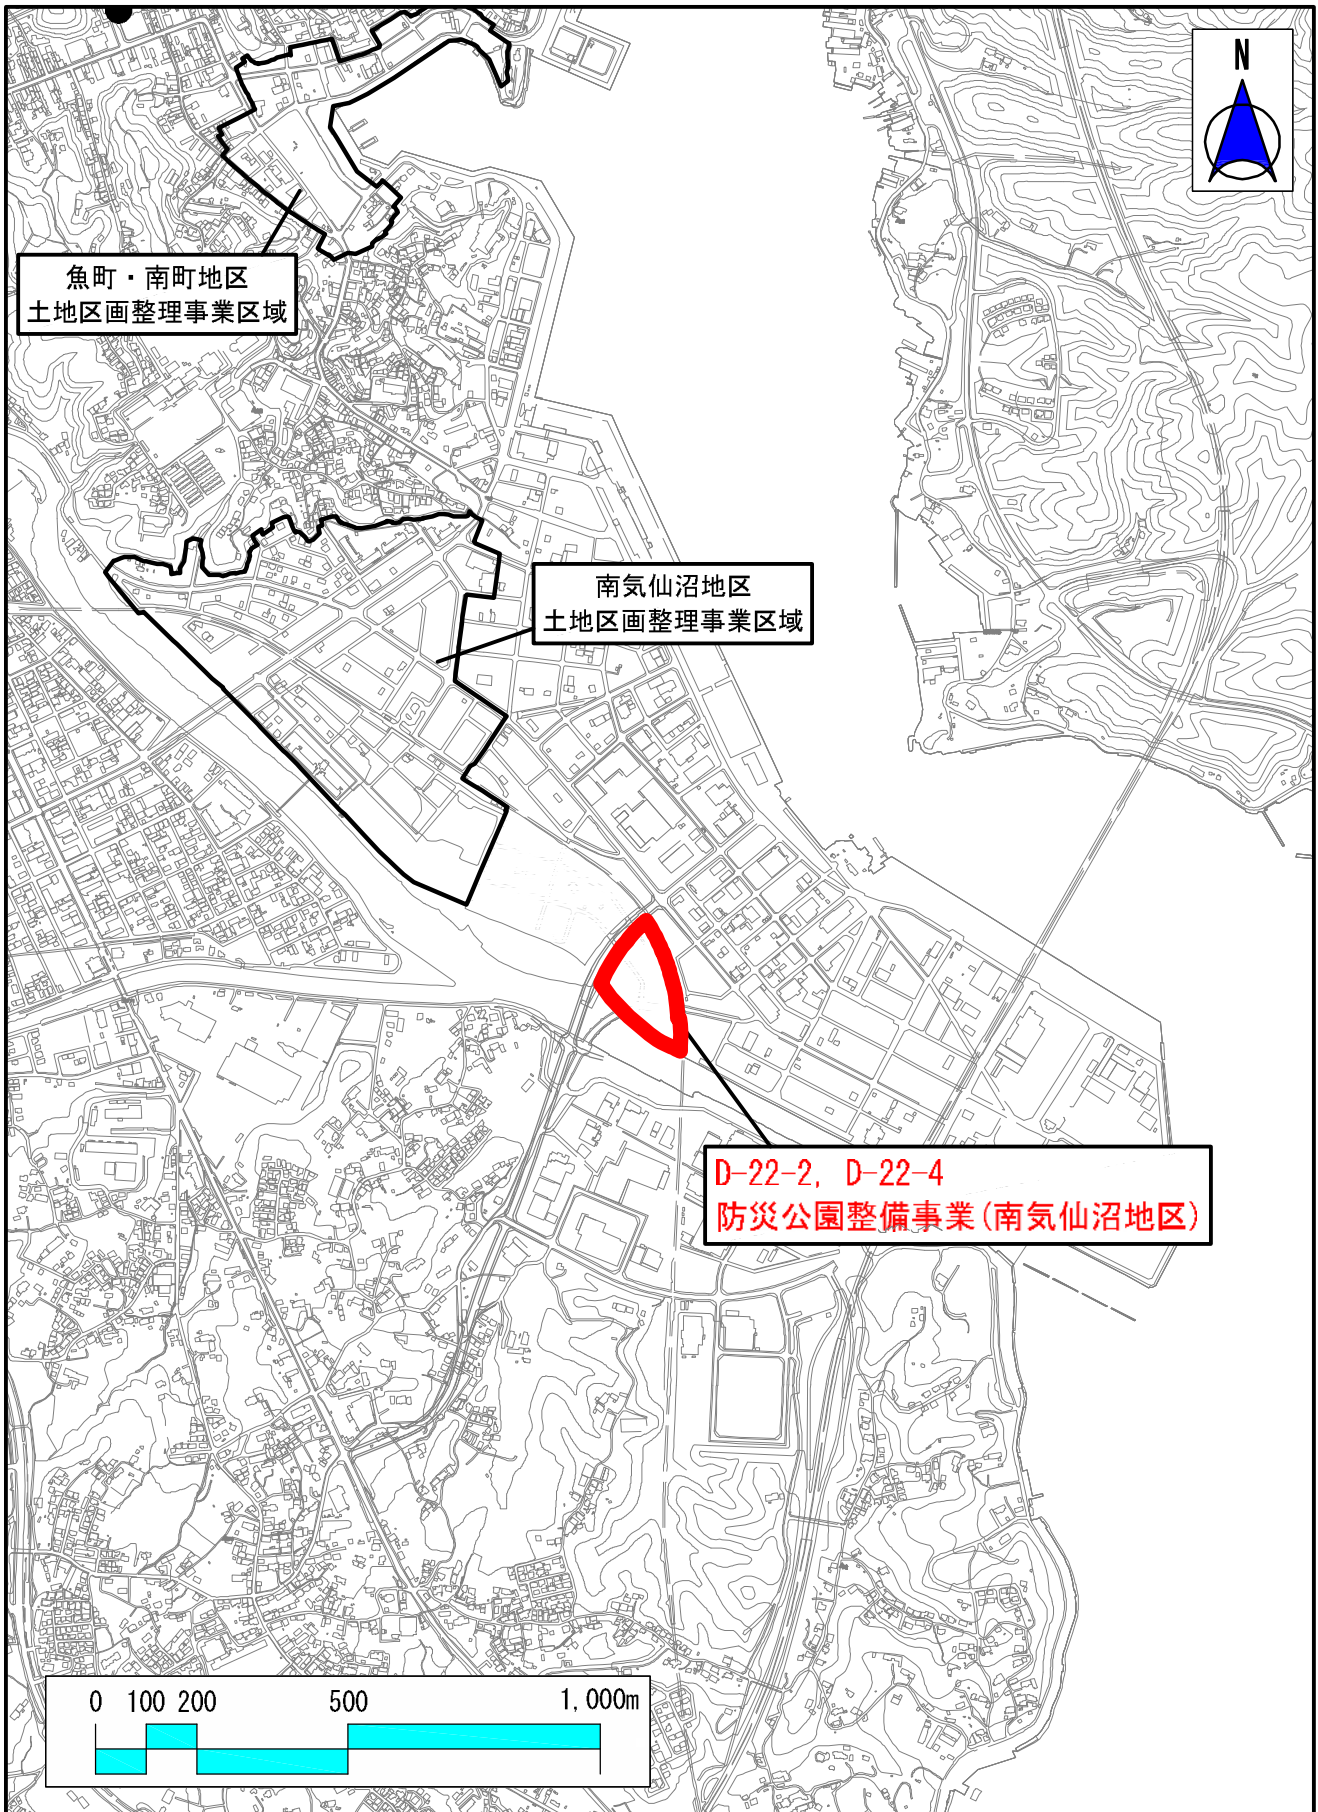 N
魚町・南町地区
土地区画整理事業区域
南気仙沼地区
土地区画整理事業区域
D-22-2, D-22-4
防災公園整備事業(南気仙沼地区)
0 100 200 500 1,000m